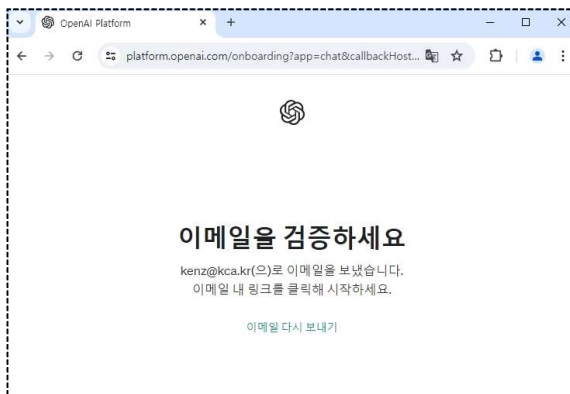 OpenAI Platform
platform.openai.com/onboarding?app=chat&callbackHost...
이메일을 검증하세요
kenz@kca.kr(으)로 이메일을 보냈습니다.
이메일 내 링크를 클릭해 시작하세요.
이메일 다시 보내기